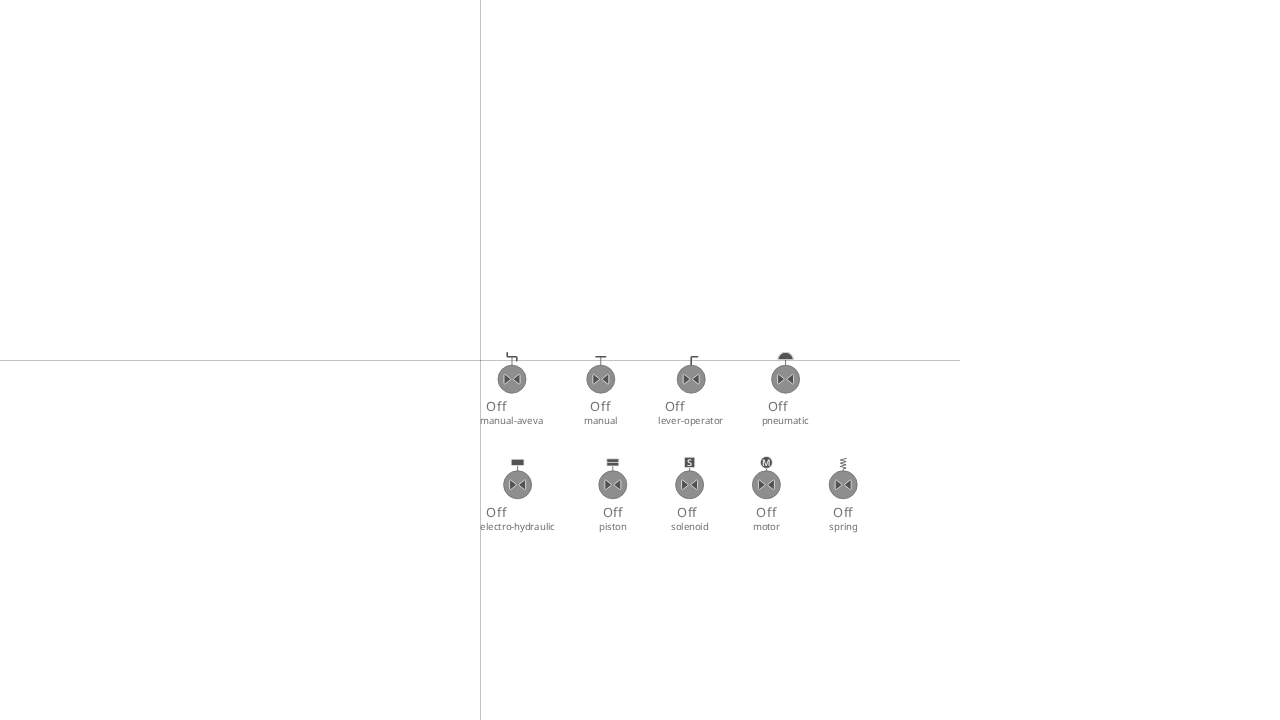 Off Off Off Off
manual-aveva manual lever-operator pneumatic
S M
Off Off Off Off Off
electro-hydraulic piston solenoid motor spring